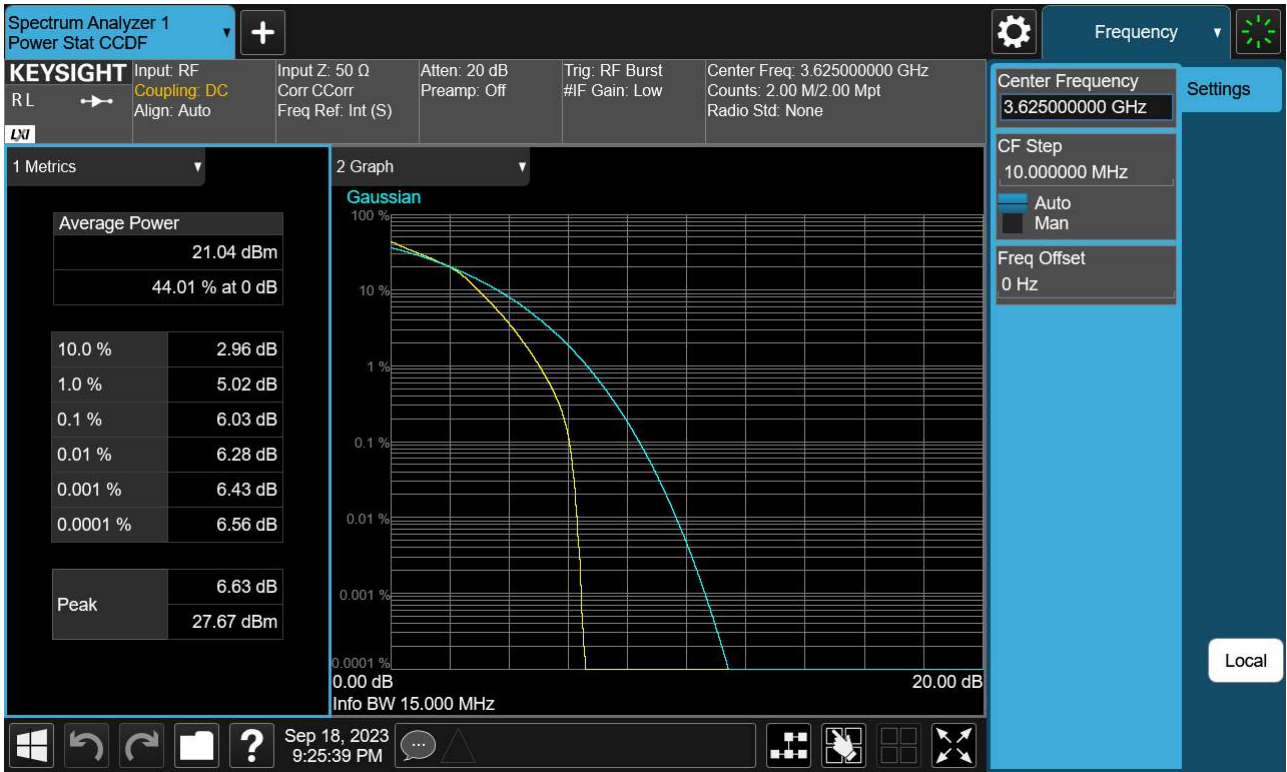 Spectrum Analyzer 1
Power Stat CCDF
Frequency
KEYSIGHT
R L
LXI
Input: RF
Coupling: DC
Align: Auto
Input Z: 50 Ω
Corr CCorr
Freq Ref: Int (S)
Atten: 20 dB
Preamp: Off
Trig: RF Burst
#IF Gain: Low
Center Freq: 3.625000000 GHz
Counts: 2.00 M/2.00 Mpt
Radio Std: None
Center Frequency
3.625000000 GHz
Settings
CF Step
10.000000 MHz
Auto
Man
Freq Offset
0 Hz
Local
1 Metrics
Average Power
21.04 dBm
44.01 % at 0 dB
10.0 % 2.96 dB
1.0 % 5.02 dB
0.1 % 6.03 dB
0.01 % 6.28 dB
0.001 % 6.43 dB
0.0001 % 6.56 dB
Peak
6.63 dB
27.67 dBm
2 Graph
Gaussian
100 %
10 %
1 %
0.1 %
0.01 %
0.001 %
0.0001 %
0.00 dB 20.00 dB
Info BW 15.000 MHz
?
Sep 18, 2023
9:25:39 PM